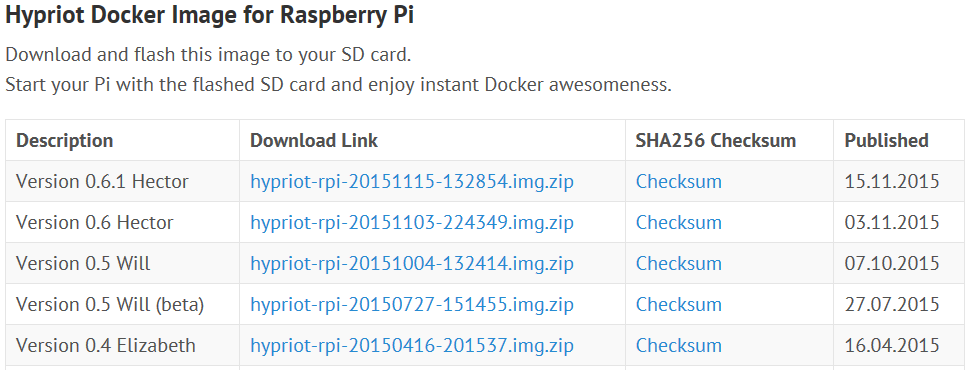 Hypriot Docker Image for Raspberry Pi
Download and flash this image to your SD card.
Start your Pi with the flashed SD card and enjoy instant Docker awesomeness.
Description Download Link SHA256 Checksum Published
Version 0.6.1 Hector hypriot-rpi-20151115-132854.img.zip Checksum 15.11.2015
Version 0.6 Hector hypriot-rpi-20151103-224349.img.zip Checksum 03.11.2015
Version 0.5 Will hypriot-rpi-20151004-132414.img.zip Checksum 07.10.2015
Version 0.5 Will (beta) hypriot-rpi-20150727-151455.img.zip Checksum 27.07.2015
Version 0.4 Elizabeth hypriot-rpi-20150416-201537.img.zip Checksum 16.04.2015